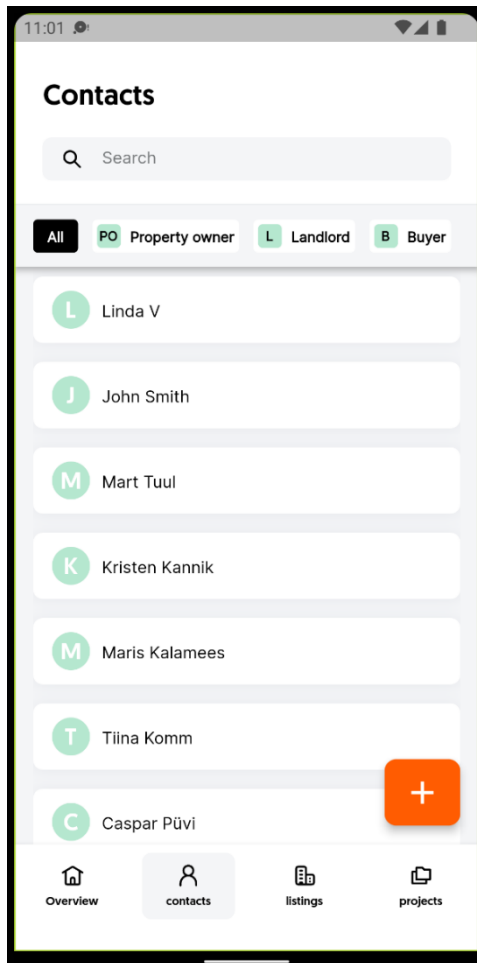 11:01
Contacts
Search
All PO Property owner L Landlord B Buyer
L Linda V
J John Smith
M Mart Tuul
K Kristen Kannik
M Maris Kalamees
T Tiina Komm
C Caspar Püvi
Overview contacts listings projects